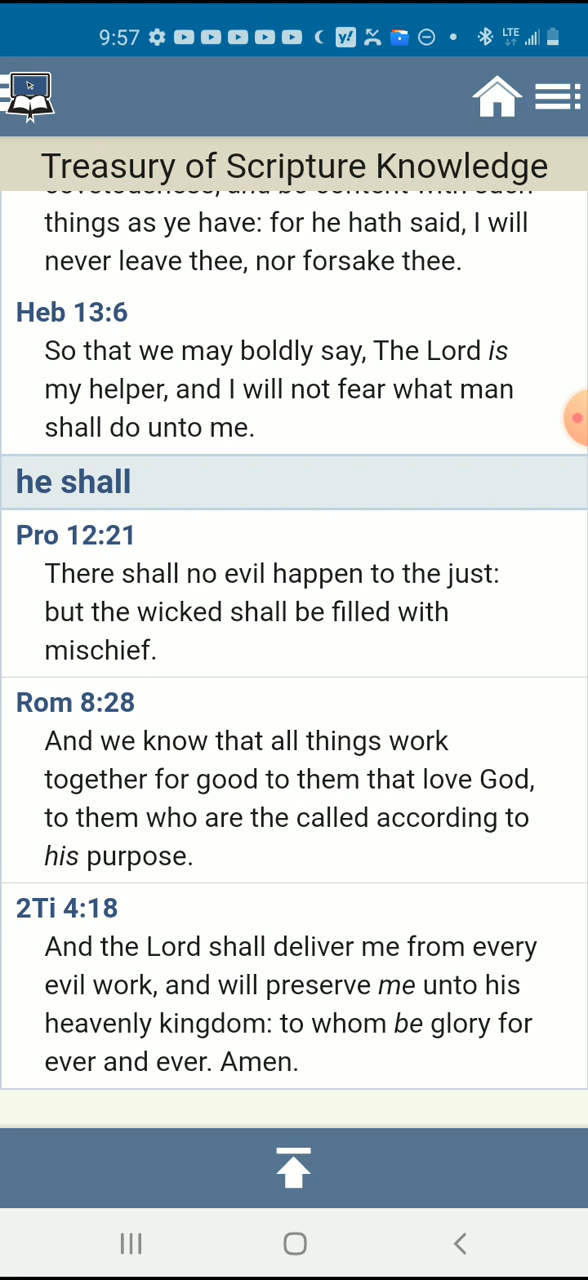 9:57
LTE
Treasury of Scripture Knowledge
things as ye have: for he hath said, I will
never leave thee, nor forsake thee.
Heb 13:6
So that we may boldly say, The Lord is
my helper, and I will not fear what man
shall do unto me.
he shall
Pro 12:21
There shall no evil happen to the just:
but the wicked shall be filled with
mischief.
Rom 8:28
And we know that all things work
together for good to them that love God,
to them who are the called according to
his purpose.
2Ti 4:18
And the Lord shall deliver me from every
evil work, and will preserve me unto his
heavenly kingdom: to whom be glory for
ever and ever. Amen.